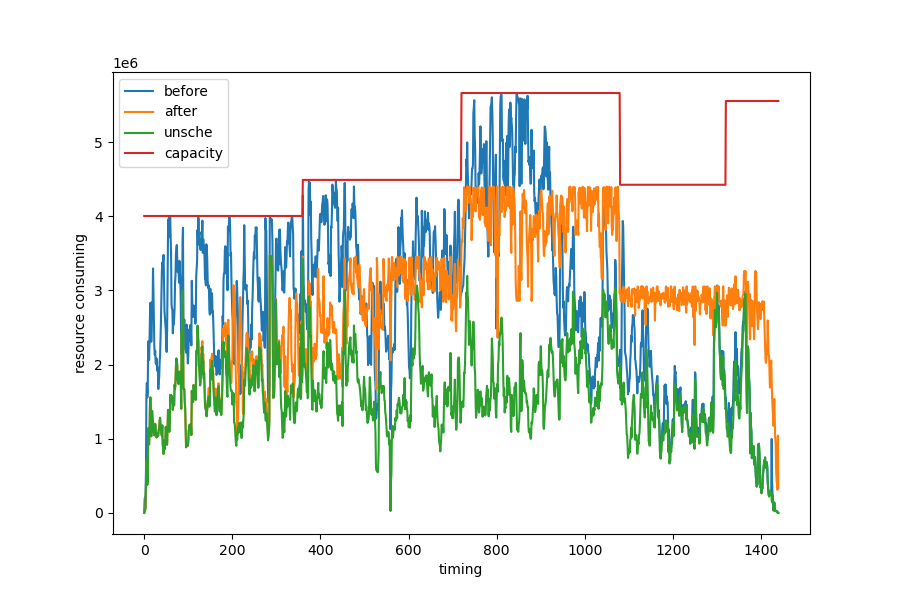 1e6
before
after
unsche
capacity
5
4
3
2
1
0
resource consuming
0 200 400 600 800 1000 1200 1400
timing